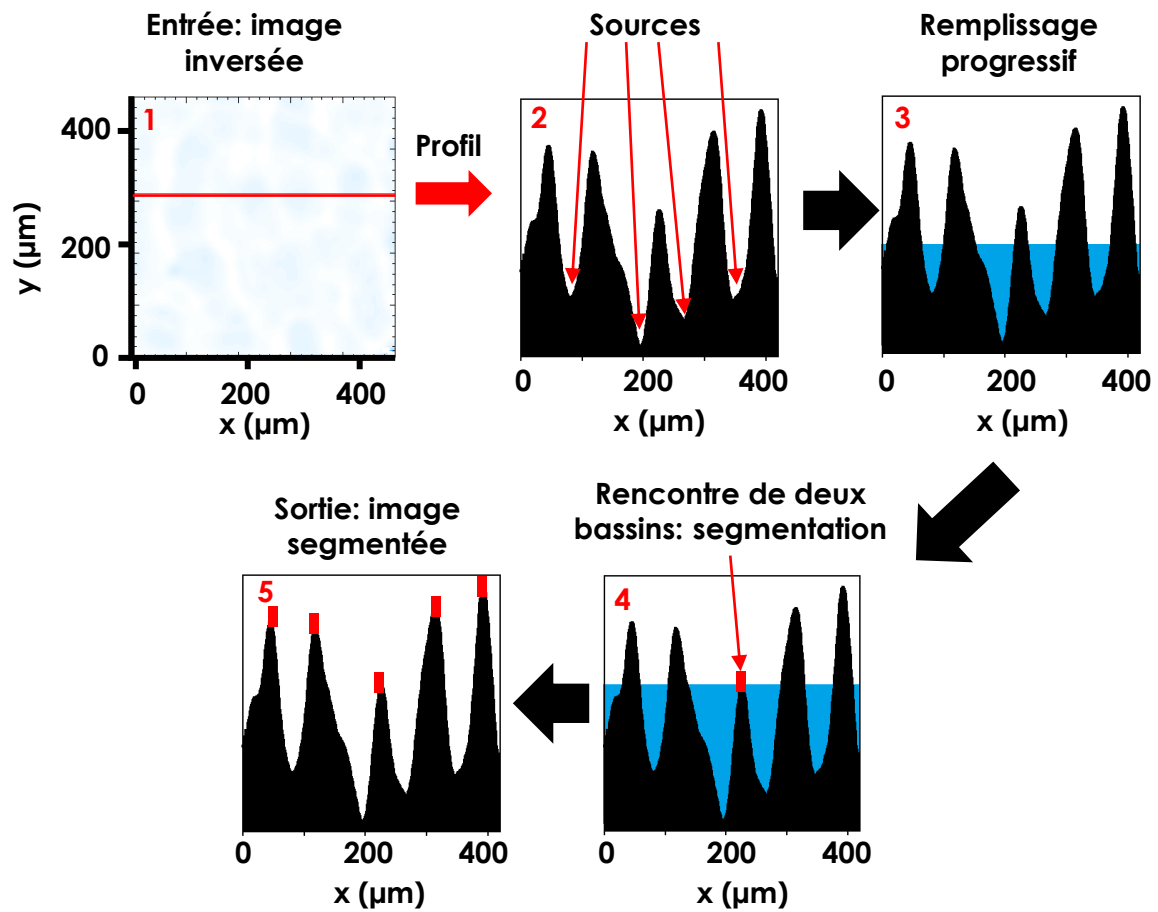 Entrée: image
inversée
Sources
Remplissage
progressif
1
400
200
0
y (µm)
0 200 400
x (µm)
Profil
2
0 200 400
x (µm)
3
0 200 400
x (µm)
Sortie: image
segmentée
Rencontre de deux
bassins: segmentation
5
0 200 400
x (µm)
4
0 200 400
x (µm)